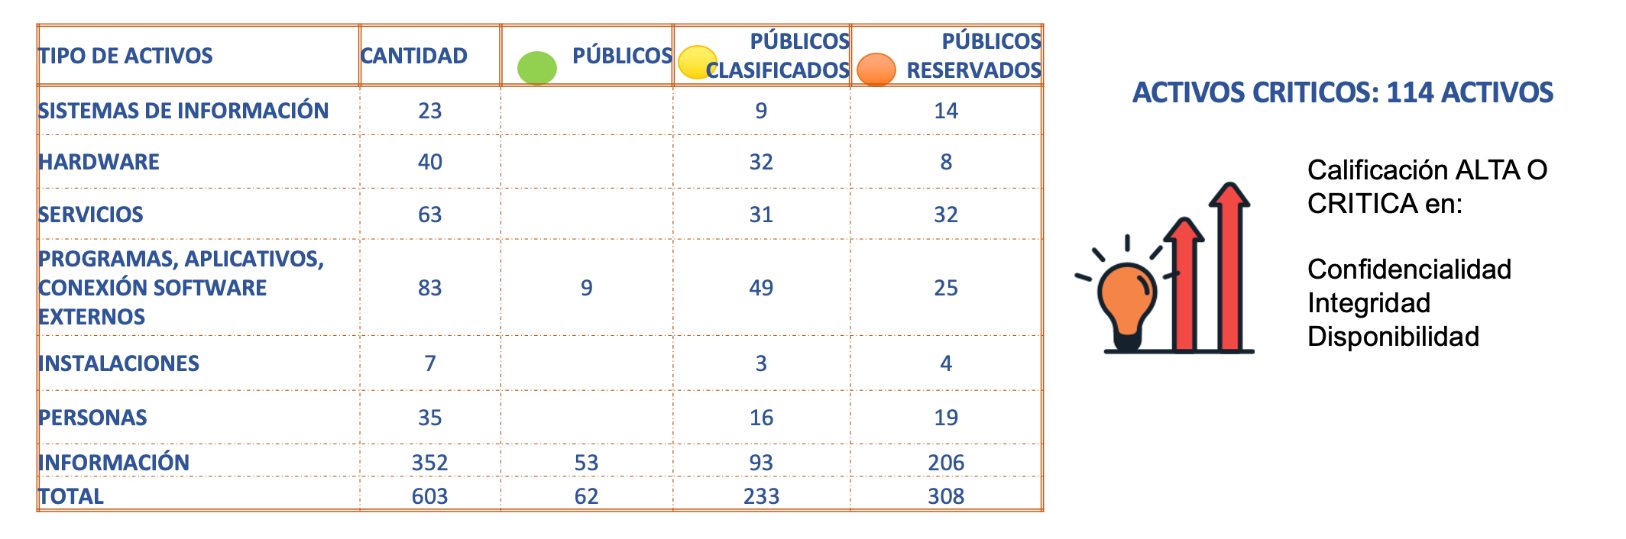 TIPO DE ACTIVOS CANTIDAD PÚBLICOS PÚBLICOS CLASIFICADOS PÚBLICOS RESERVADOS
SISTEMAS DE INFORMACIÓN 23 9 14
HARDWARE 40 32 8
SERVICIOS 63 31 32
PROGRAMAS, APLICATIVOS,
CONEXIÓN SOFTWARE 83 9 49 25
EXTERNOS
INSTALACIONES 7 3 4
PERSONAS 35 16 19
INFORMACIÓN 352 53 93 206
TOTAL 603 62 233 308
ACTIVOS CRITICOS: 114 ACTIVOS
Calificación ALTA O
CRITICA en:
Confidencialidad
Integridad
Disponibilidad